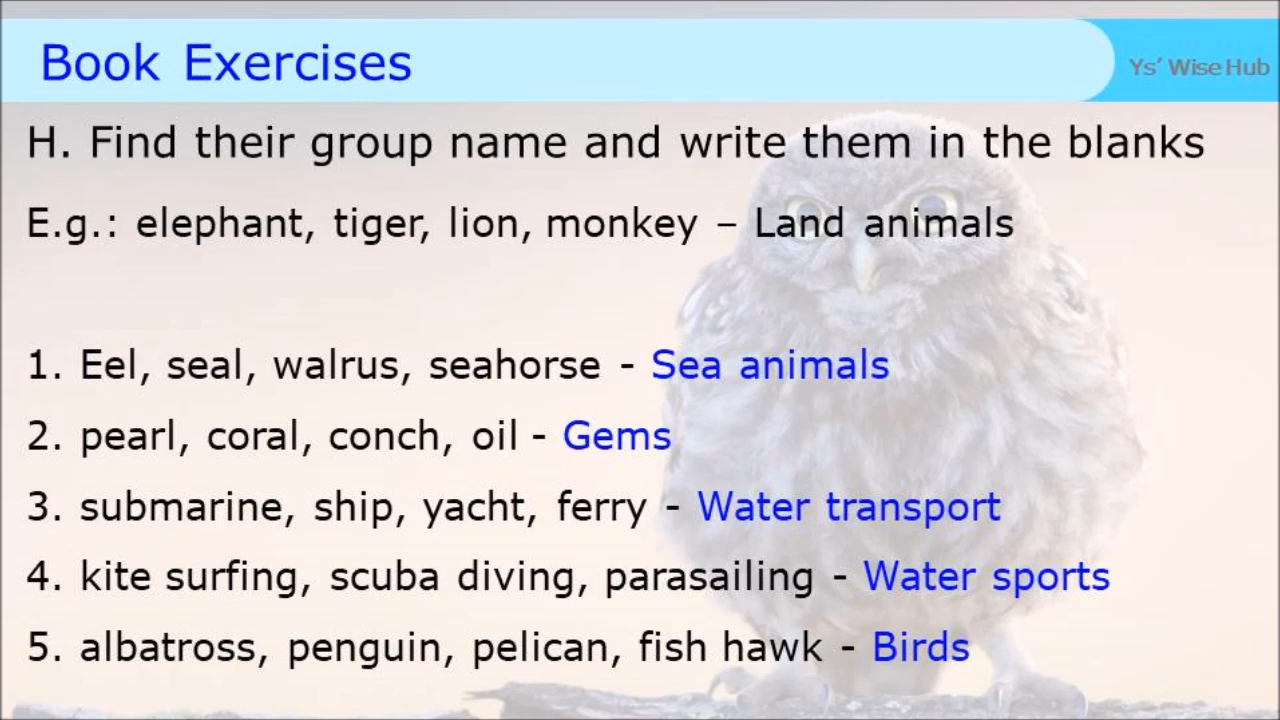 Book Exercises
Ys' Wise Hub
H. Find their group name and write them in the blanks
E.g.: elephant, tiger, lion, monkey – Land animals
1. Eel, seal, walrus, seahorse - Sea animals
2. pearl, coral, conch, oil - Gems
3. submarine, ship, yacht, ferry - Water transport
4. kite surfing, scuba diving, parasailing - Water sports
5. albatross, penguin, pelican, fish hawk - Birds